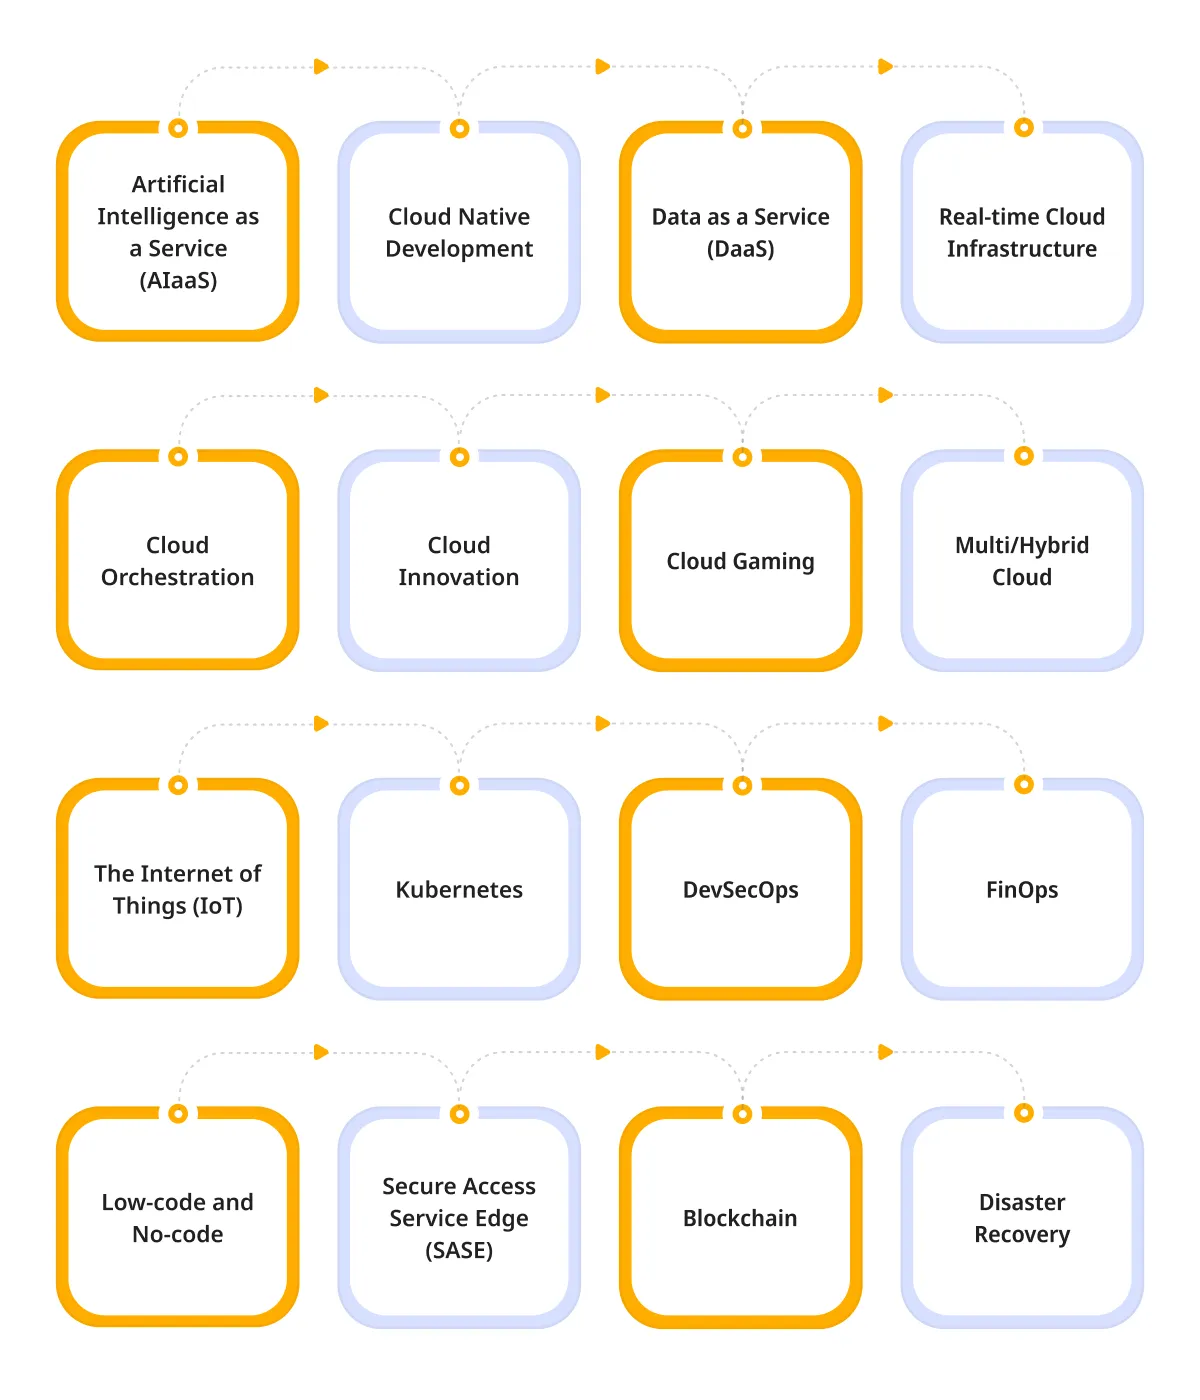 Artificial
Intelligence as
a Service
(AIaaS)
Cloud Native
Development
Data as a Service
(DaaS)
Real-time Cloud
Infrastructure
Cloud
Orchestration
Cloud
Innovation
Cloud Gaming
Multi/Hybrid
Cloud
The Internet of
Things (IoT)
Kubernetes
DevSecOps
FinOps
Low-code and
No-code
Secure Access
Service Edge
(SASE)
Blockchain
Disaster
Recovery